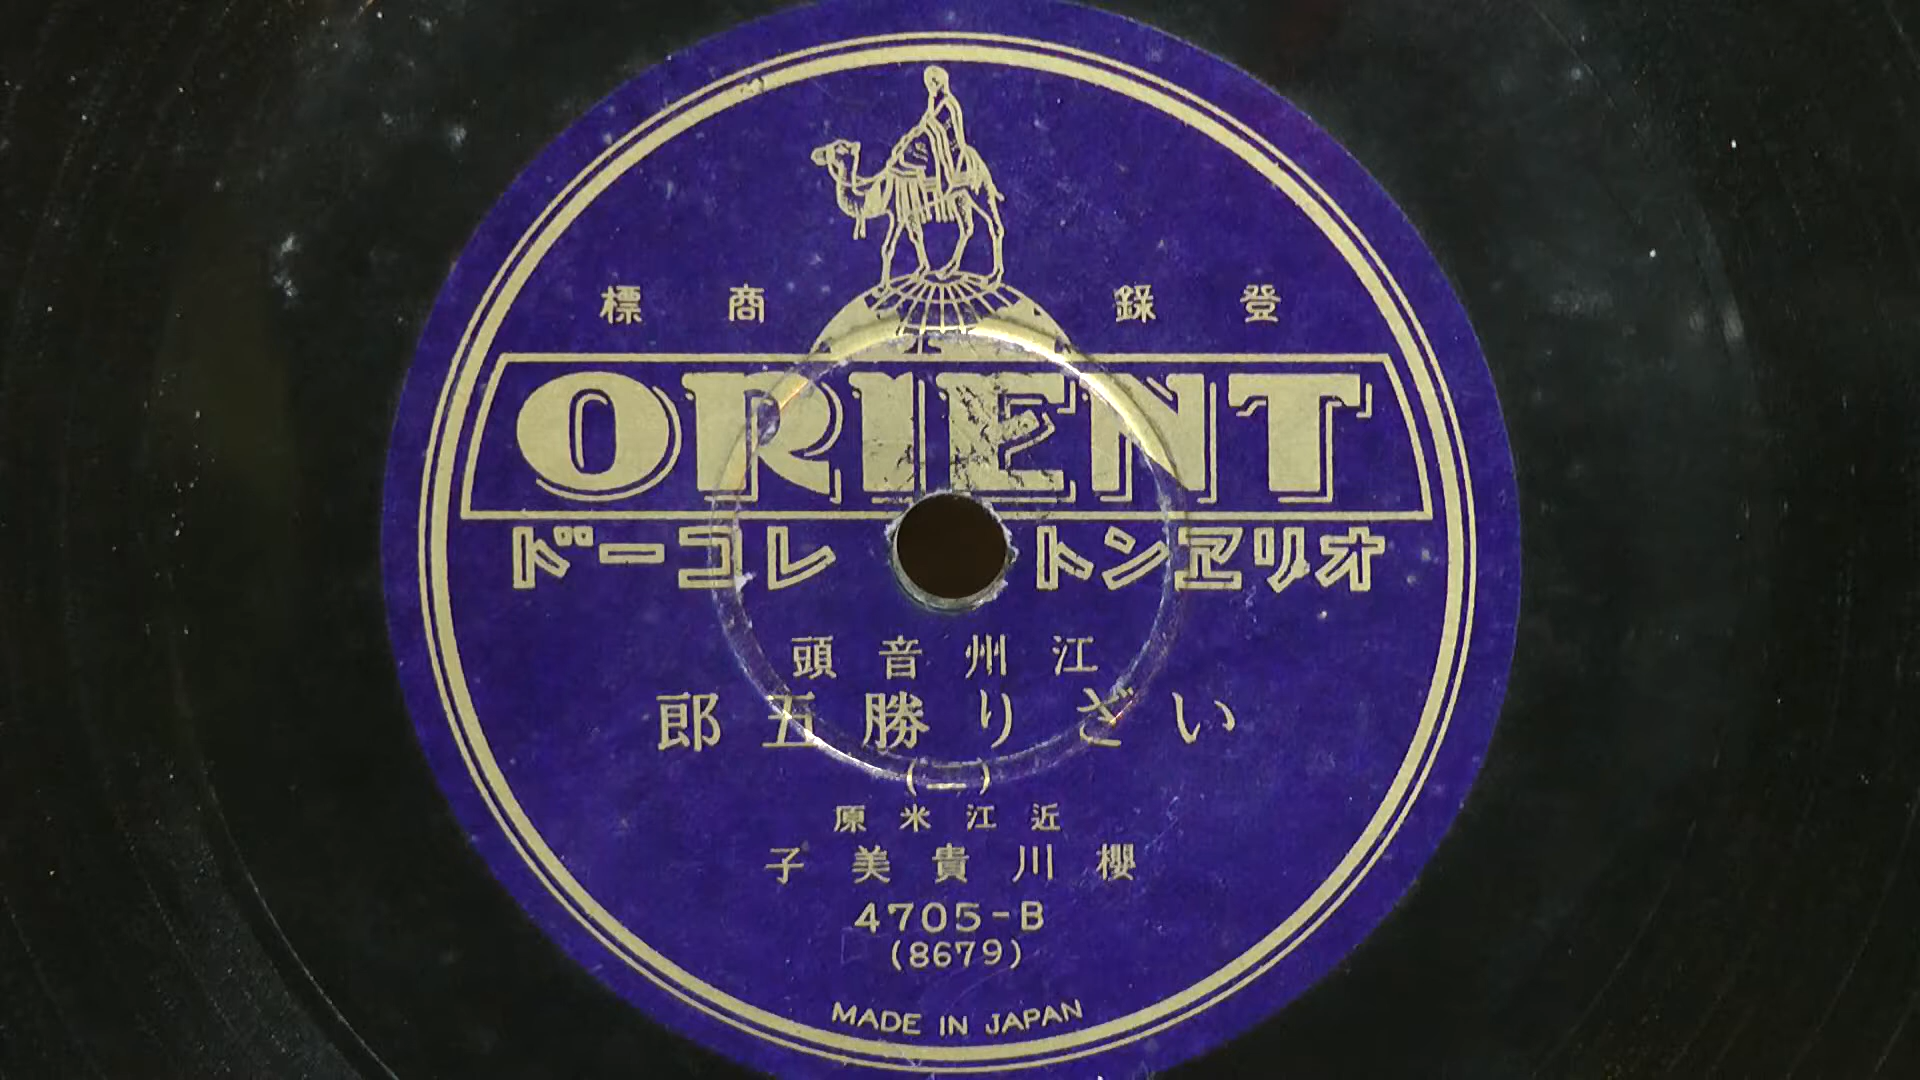 登錄商標
ORIENT
オリヱントレコード
江州音頭
いざり勝五郎
(二)
近江米原
櫻川貴美子
4705-B
(8679)
MADE IN JAPAN